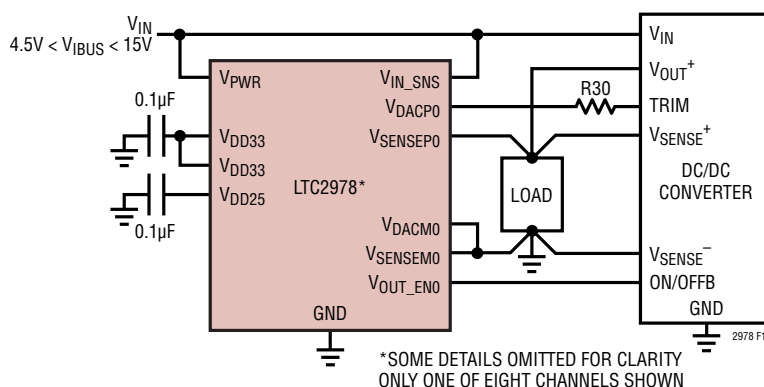 VIN
4.5V < VIBUS < 15V
VPWR
VIN_SNS
VDACP0
VSENSEP0
0.1µF
VDD33
VDD33
VDD25
0.1µF
LTC2978*
VDACM0
VSENSEM0
VOUT_EN0
GND
R30
LOAD
VIN
VOUT+
TRIM
VSENSE+
DC/DC
CONVERTER
VSENSE−
ON/OFFB
GND
*SOME DETAILS OMITTED FOR CLARITY
ONLY ONE OF EIGHT CHANNELS SHOWN